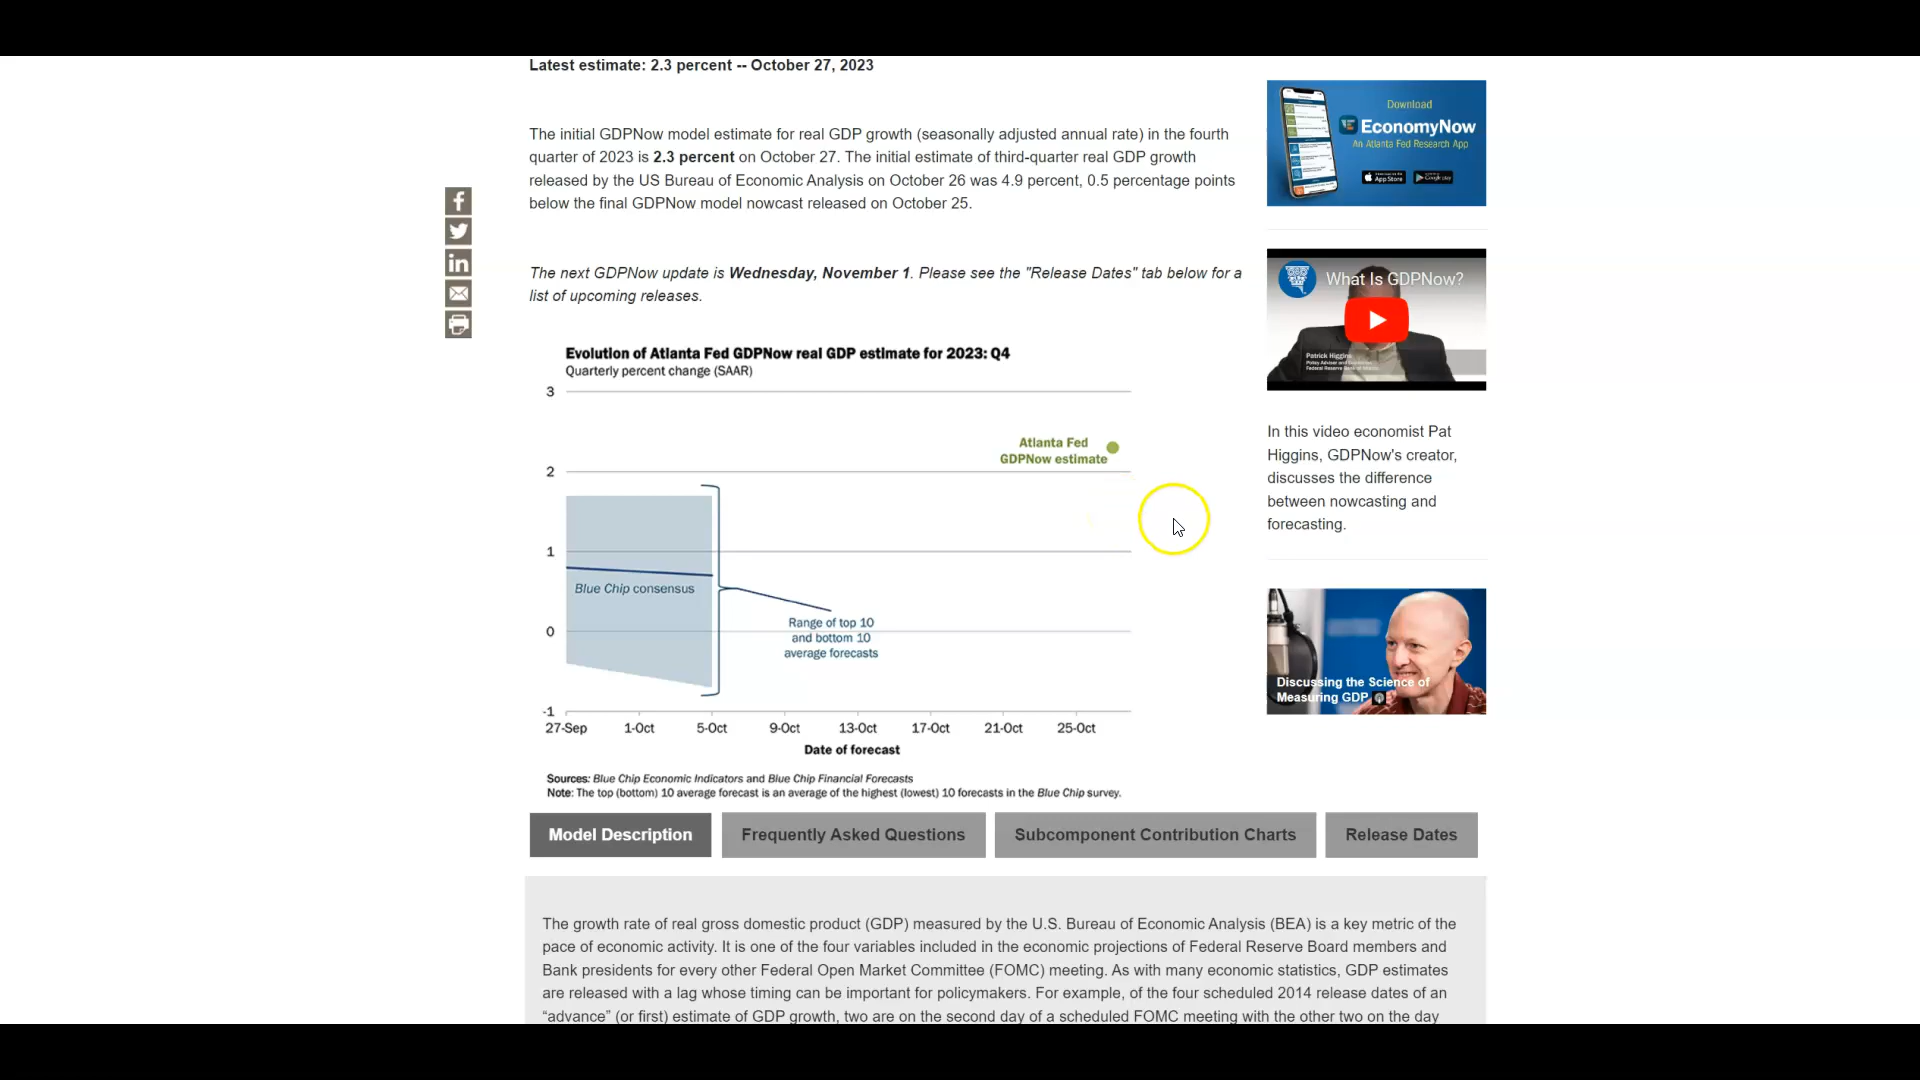 Latest estimate: 2.3 percent -- October 27, 2023
The initial GDPNow model estimate for real GDP growth (seasonally adjusted annual rate) in the fourth
quarter of 2023 is 2.3 percent on October 27. The initial estimate of third-quarter real GDP growth
released by the US Bureau of Economic Analysis on October 26 was 4.9 percent, 0.5 percentage points
below the final GDPNow model nowcast released on October 25.
The next GDPNow update is Wednesday, November 1. Please see the "Release Dates" tab below for a
list of upcoming releases.
Evolution of Atlanta Fed GDPNow real GDP estimate for 2023: Q4
Quarterly percent change (SAAR)
3
2
1
0
-1
Atlanta Fed
GDPNow estimate
Blue Chip consensus
Range of top 10
and bottom 10
average forecasts
27-Sep 1-Oct 5-Oct 9-Oct 13-Oct 17-Oct 21-Oct 25-Oct
Date of forecast
Sources: Blue Chip Economic Indicators and Blue Chip Financial Forecasts
Note: The top (bottom) 10 average forecast is an average of the highest (lowest) 10 forecasts in the Blue Chip survey.
Model Description
Frequently Asked Questions
Subcomponent Contribution Charts
Release Dates
The growth rate of real gross domestic product (GDP) measured by the U.S. Bureau of Economic Analysis (BEA) is a key metric of the
pace of economic activity. It is one of the four variables included in the economic projections of Federal Reserve Board members and
Bank presidents for every other Federal Open Market Committee (FOMC) meeting. As with many economic statistics, GDP estimates
are released with a lag whose timing can be important for policymakers. For example, of the four scheduled 2014 release dates of an
“advance” (or first) estimate of GDP growth, two are on the second day of a scheduled FOMC meeting with the other two on the day
Download
EconomyNow
An Atlanta Fed Research App
App Store
Google play
What Is GDPNow?
Patrick Higgins
In this video economist Pat
Higgins, GDPNow's creator,
discusses the difference
between nowcasting and
forecasting.
Discussing the Science of
Measuring GDP